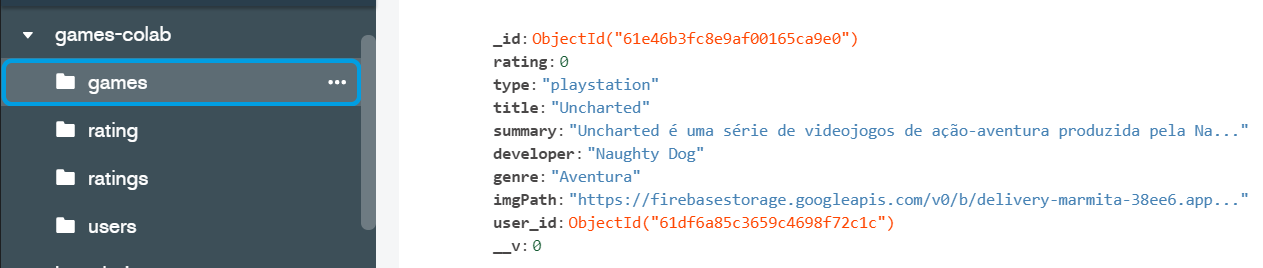 games-colab
games
rating
ratings
users
_id: ObjectId("61e46b3fc8e9af00165ca9e0")
rating: 0
type: "playstation"
title: "Uncharted"
summary: "Uncharted é uma série de videojogos de ação-aventura produzida pela Na..."
developer: "Naughty Dog"
genre: "Aventura"
imgPath: "https://firebasestorage.googleapis.com/v0/b/delivery-marmita-38ee6.app..."
user_id: ObjectId("61df6a85c3659c4698f72c1c")
__v: 0